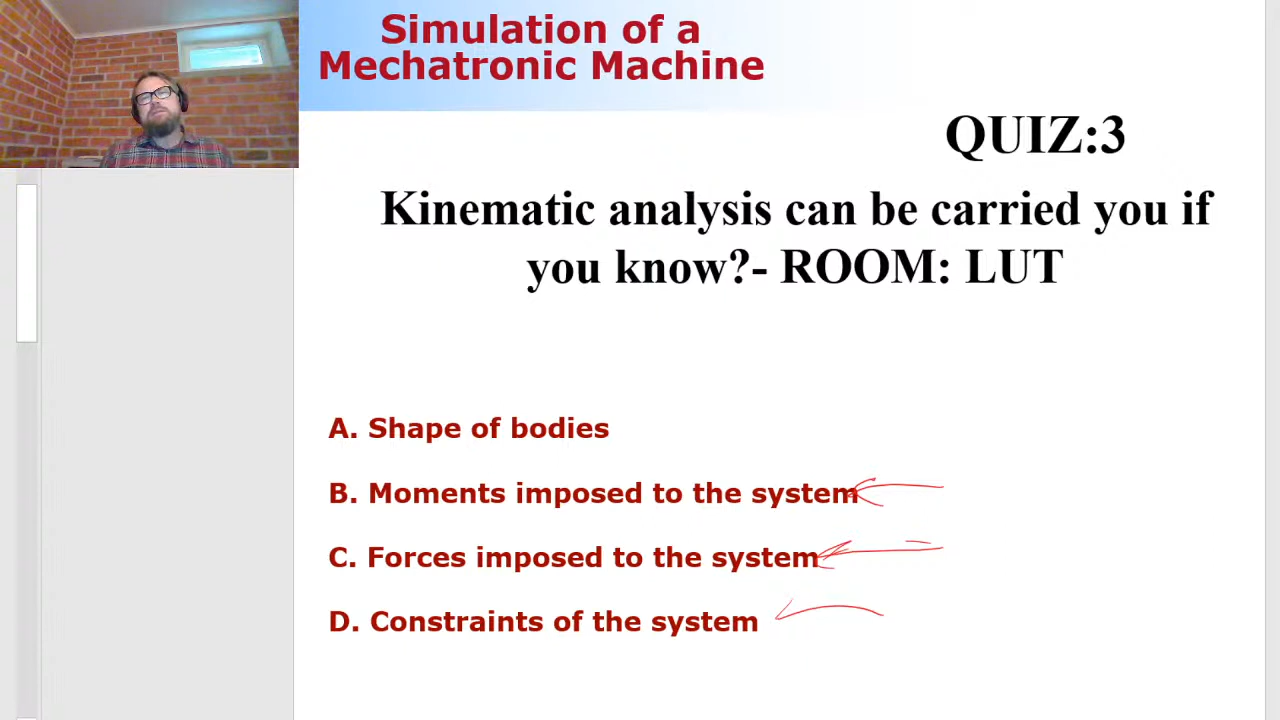 Simulation of a
Mechatronic Machine
QUIZ:3
Kinematic analysis can be carried you if
you know?- ROOM: LUT
A. Shape of bodies
B. Moments imposed to the system
C. Forces imposed to the system
D. Constraints of the system